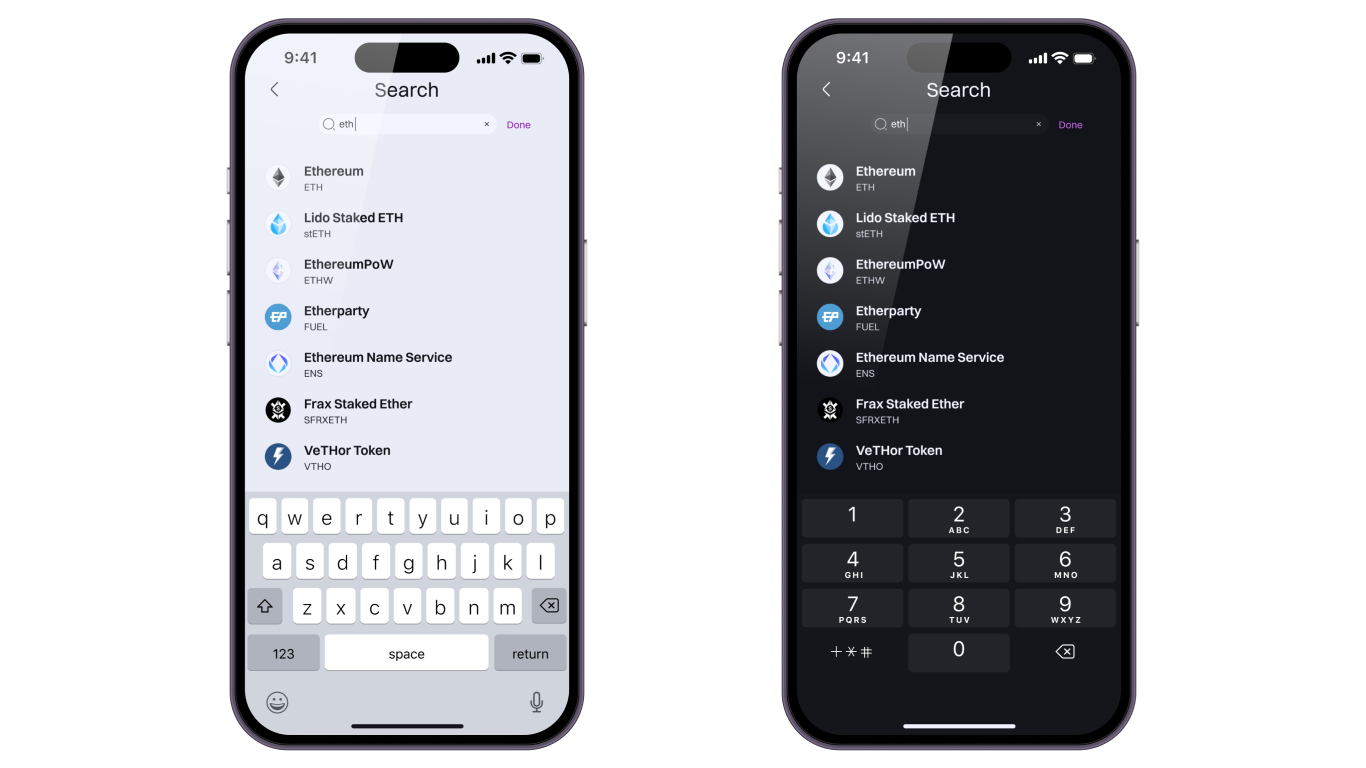 9:41
Search
eth
×
Done
Ethereum
ETH
Lido Staked ETH
stETH
EthereumPoW
ETHW
EP
Etherparty
FUEL
Ethereum Name Service
ENS
Frax Staked Ether
SFRXETH
VeTHor Token
VTHO
q w e r t y u i o p
a s d f g h j k l
z x c v b n m
123 space return
9:41
Search
eth
×
Done
Ethereum
ETH
Lido Staked ETH
stETH
EthereumPoW
ETHW
EP
Etherparty
FUEL
Ethereum Name Service
ENS
Frax Staked Ether
SFRXETH
VeTHor Token
VTHO
1 2 3
ABC DEF
4 5 6
GHI JKL MNO
7 8 9
PQRS TUV WXYZ
+*# 0